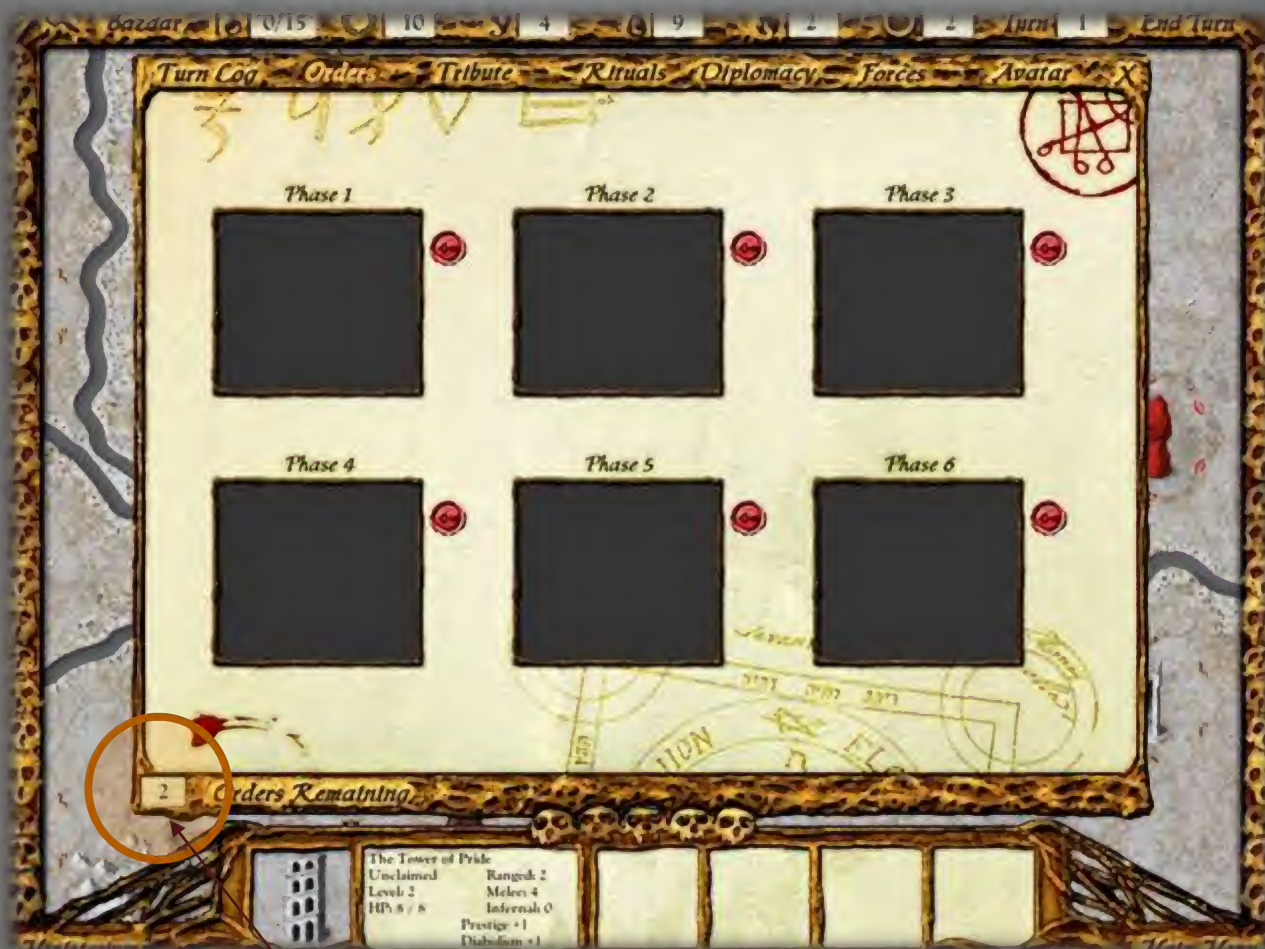 Bazaar 0/15 10 4 9 2 2 Turn 1 End Turn
Turn Log Orders Tribute Rituals Diplomacy Forces Avatar X
Phase 1 Phase 2 Phase 3
Phase 4 Phase 5 Phase 6
2 Orders Remaining
The Tower of Pride
Unclaimed Ranged: 2
Level: 2 Melee: 4
HP: 8 / 8 Infernal: 0
Prestige +1
Diabolism +1